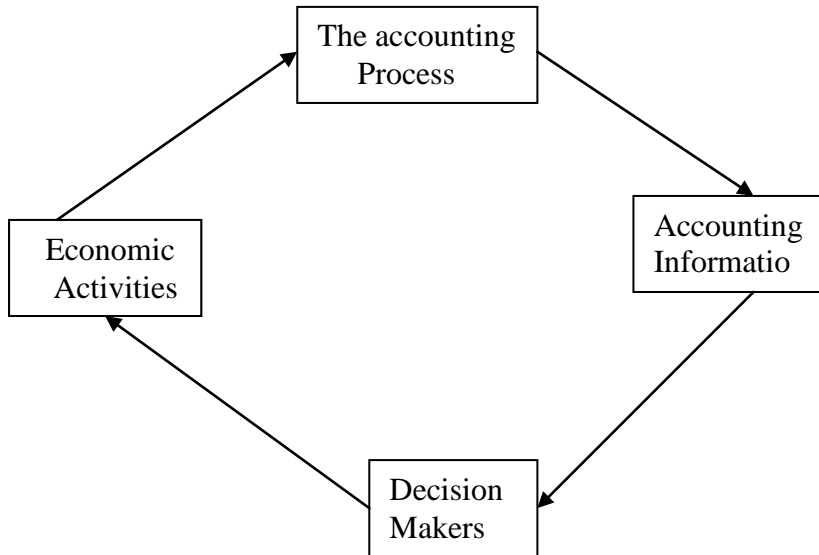 The accounting
Process
Accounting
Informatio
Economic
Activities
Decision
Makers